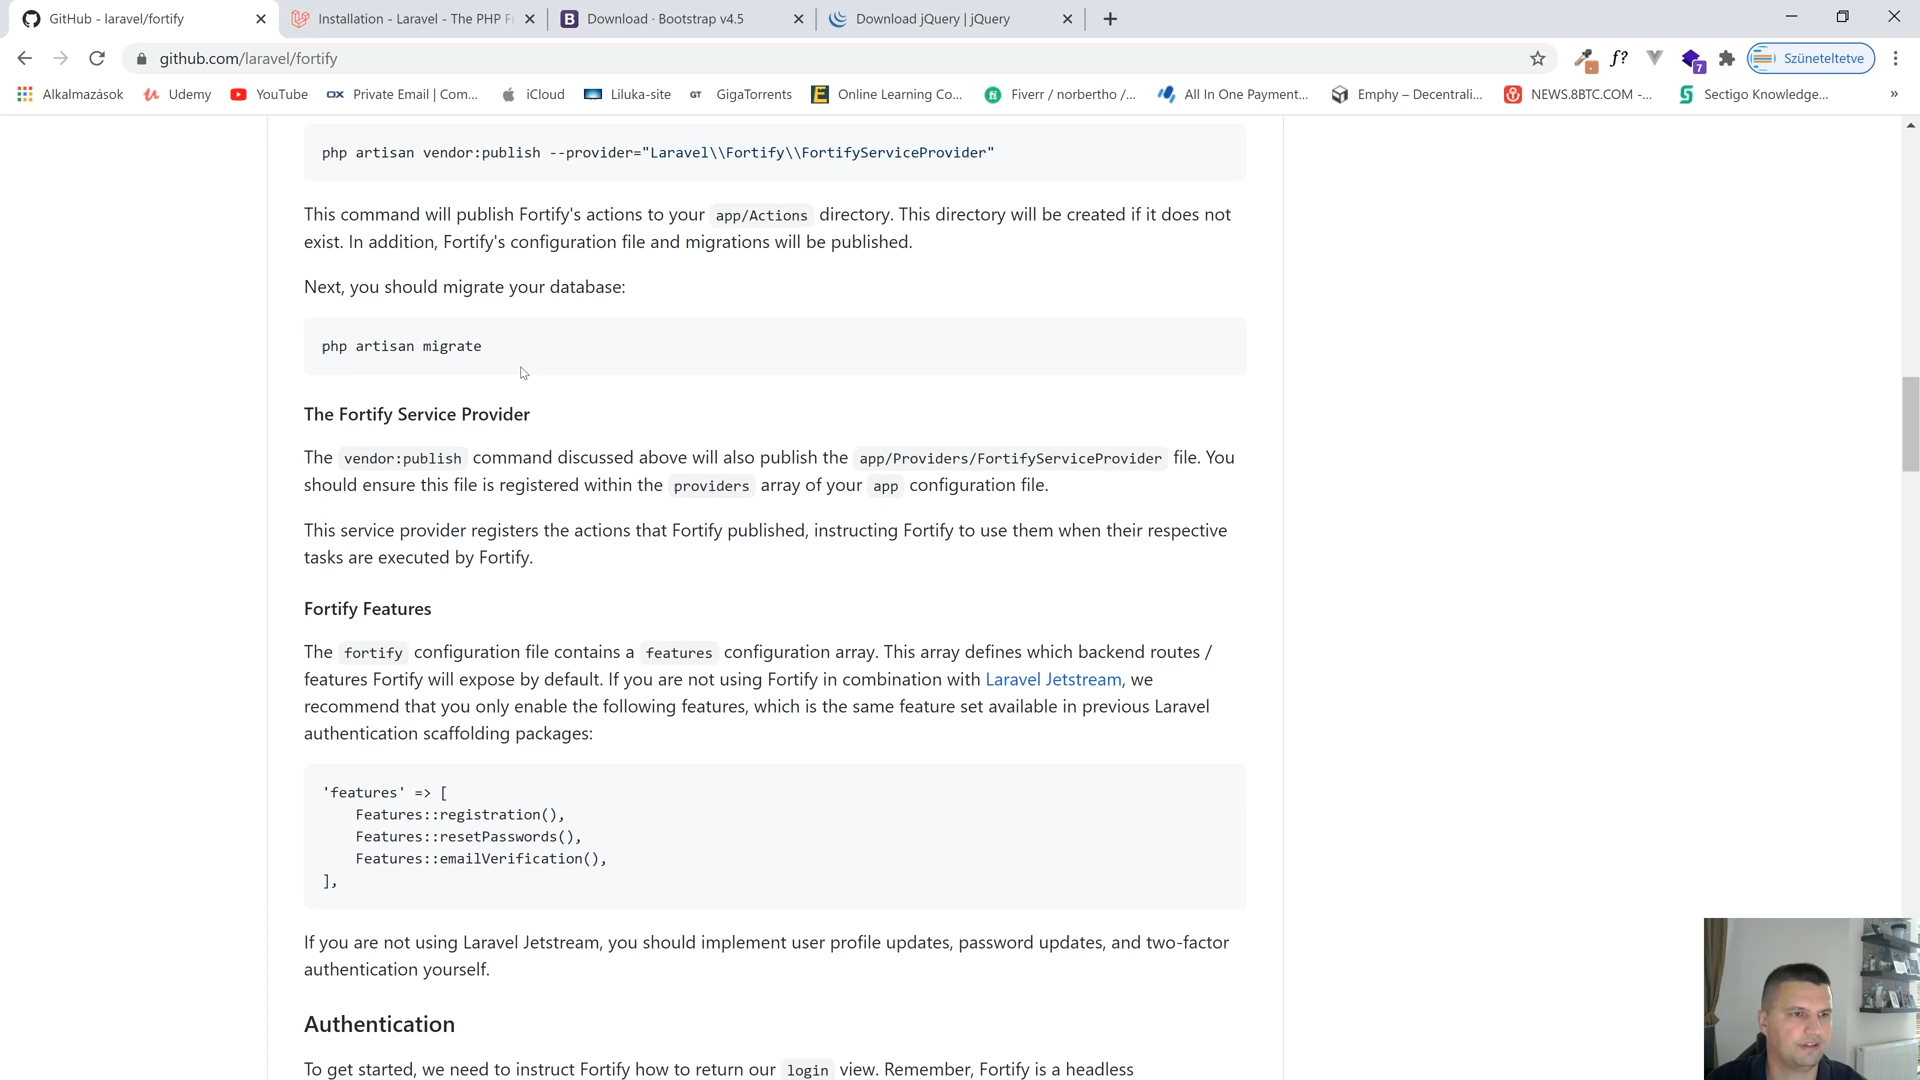 GitHub - laravel/fortify
Installation - Laravel - The PHP F
Download · Bootstrap v4.5
Download jQuery | jQuery
github.com/laravel/fortify
f?
7
Szüneteltetve
Alkalmazások
Udemy
YouTube
OX Private Email | Com...
iCloud
Liluka-site
GT GigaTorrents
Online Learning Co...
Fiverr / norbertho /...
All In One Payment...
Emphy – Decentrali...
NEWS.8BTC.COM -...
Sectigo Knowledge...
»
php artisan vendor:publish --provider="Laravel\\Fortify\\FortifyServiceProvider"
This command will publish Fortify's actions to your app/Actions directory. This directory will be created if it does not
exist. In addition, Fortify's configuration file and migrations will be published.
Next, you should migrate your database:
php artisan migrate
The Fortify Service Provider
The vendor:publish command discussed above will also publish the app/Providers/FortifyServiceProvider file. You
should ensure this file is registered within the providers array of your app configuration file.
This service provider registers the actions that Fortify published, instructing Fortify to use them when their respective
tasks are executed by Fortify.
Fortify Features
The fortify configuration file contains a features configuration array. This array defines which backend routes /
features Fortify will expose by default. If you are not using Fortify in combination with Laravel Jetstream, we
recommend that you only enable the following features, which is the same feature set available in previous Laravel
authentication scaffolding packages:
'features' => [
Features::registration(),
Features::resetPasswords(),
Features::emailVerification(),
],
If you are not using Laravel Jetstream, you should implement user profile updates, password updates, and two-factor
authentication yourself.
Authentication
To get started, we need to instruct Fortify how to return our login view. Remember, Fortify is a headless